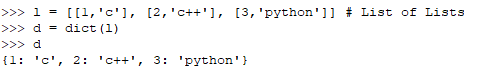 >>> l = [[1,'c'], [2,'c++'], [3,'python']] # List of Lists
>>> d = dict(l)
>>> d
{1: 'c', 2: 'c++', 3: 'python'}